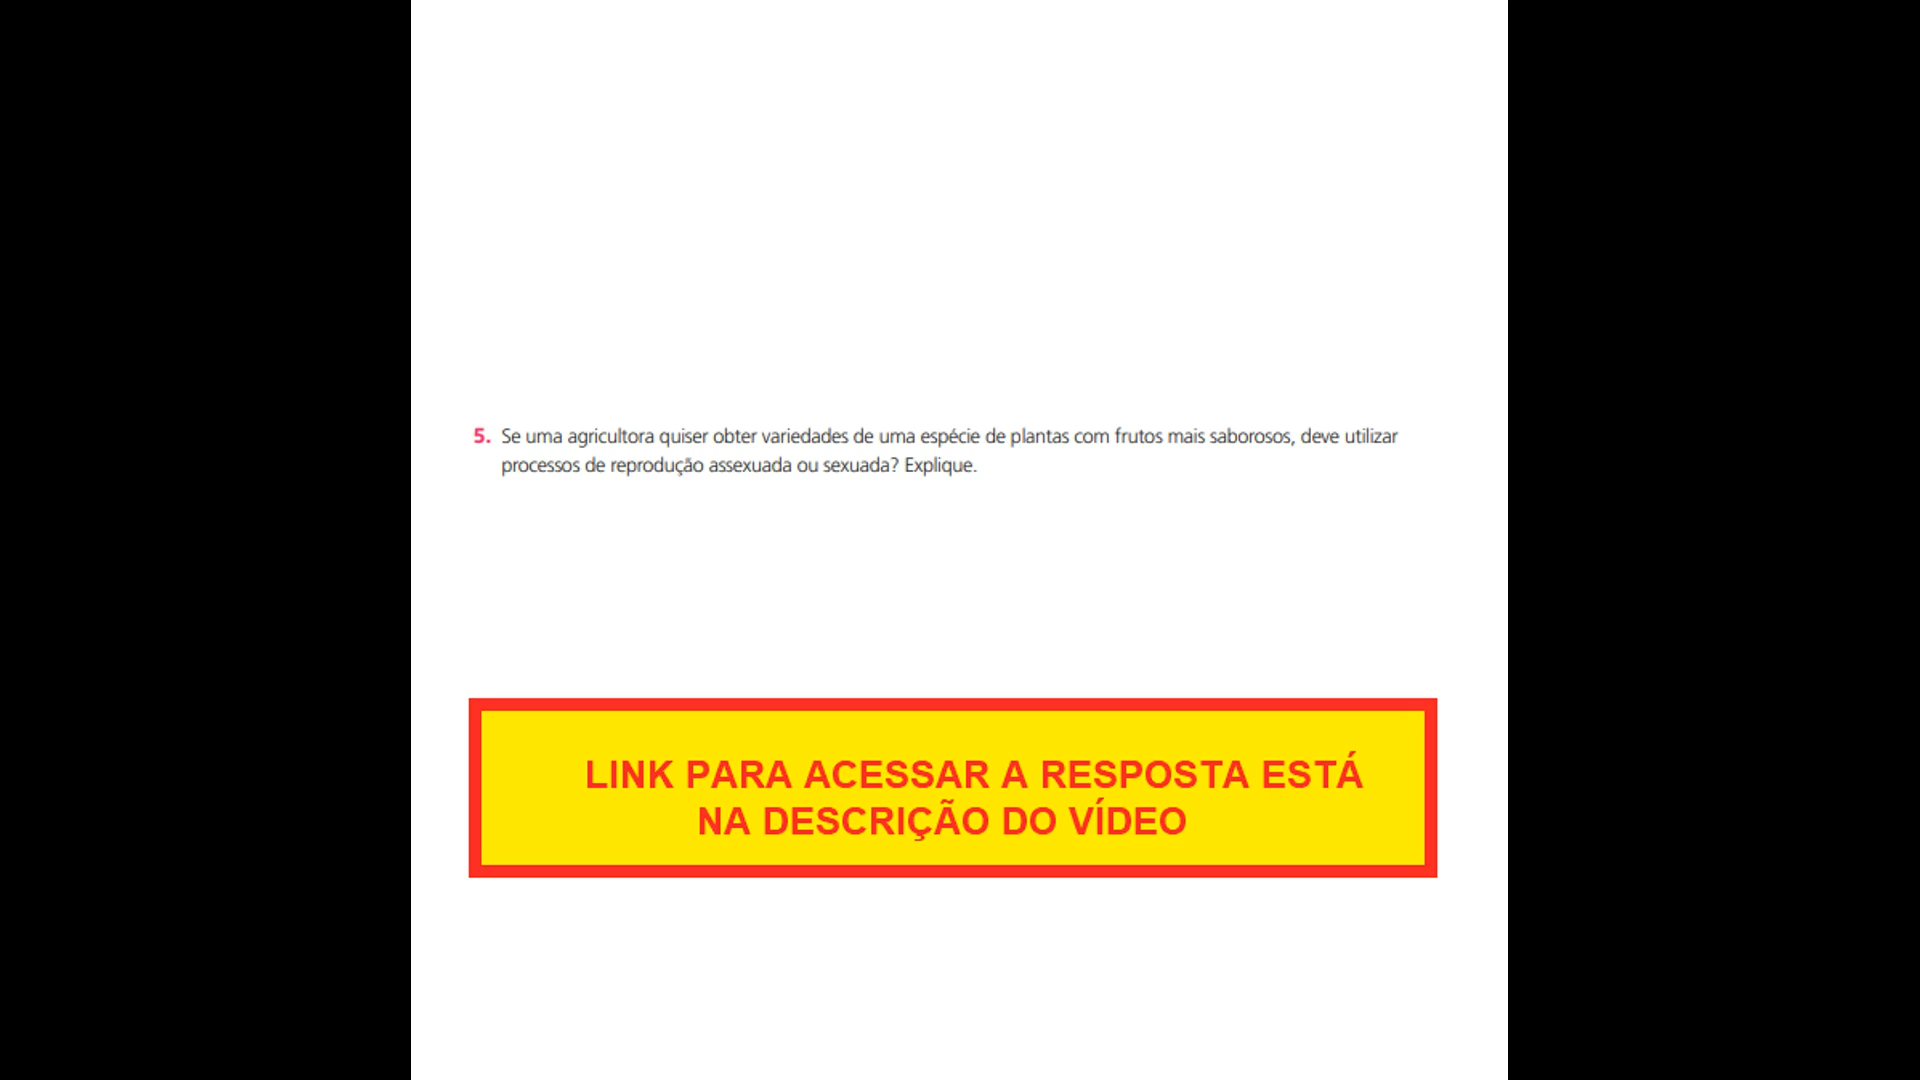 5. Se uma agricultora quiser obter variedades de uma espécie de plantas com frutos mais saborosos, deve utilizar
processos de reprodução assexuada ou sexuada? Explique.
LINK PARA ACESSAR A RESPOSTA ESTÁ
NA DESCRIÇÃO DO VÍDEO